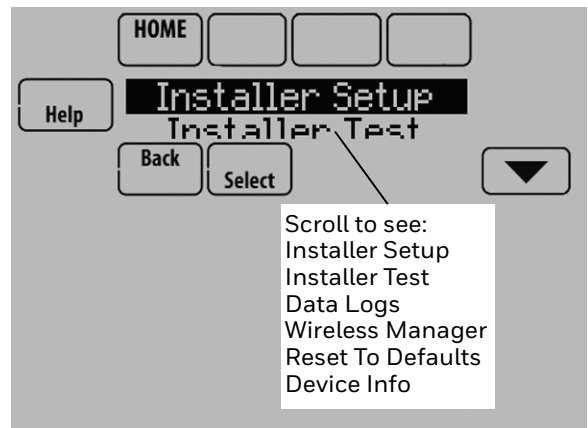 HOME
Help
Installer Setup
Installer Test
Back
Select
Scroll to see:
Installer Setup
Installer Test
Data Logs
Wireless Manager
Reset To Defaults
Device Info